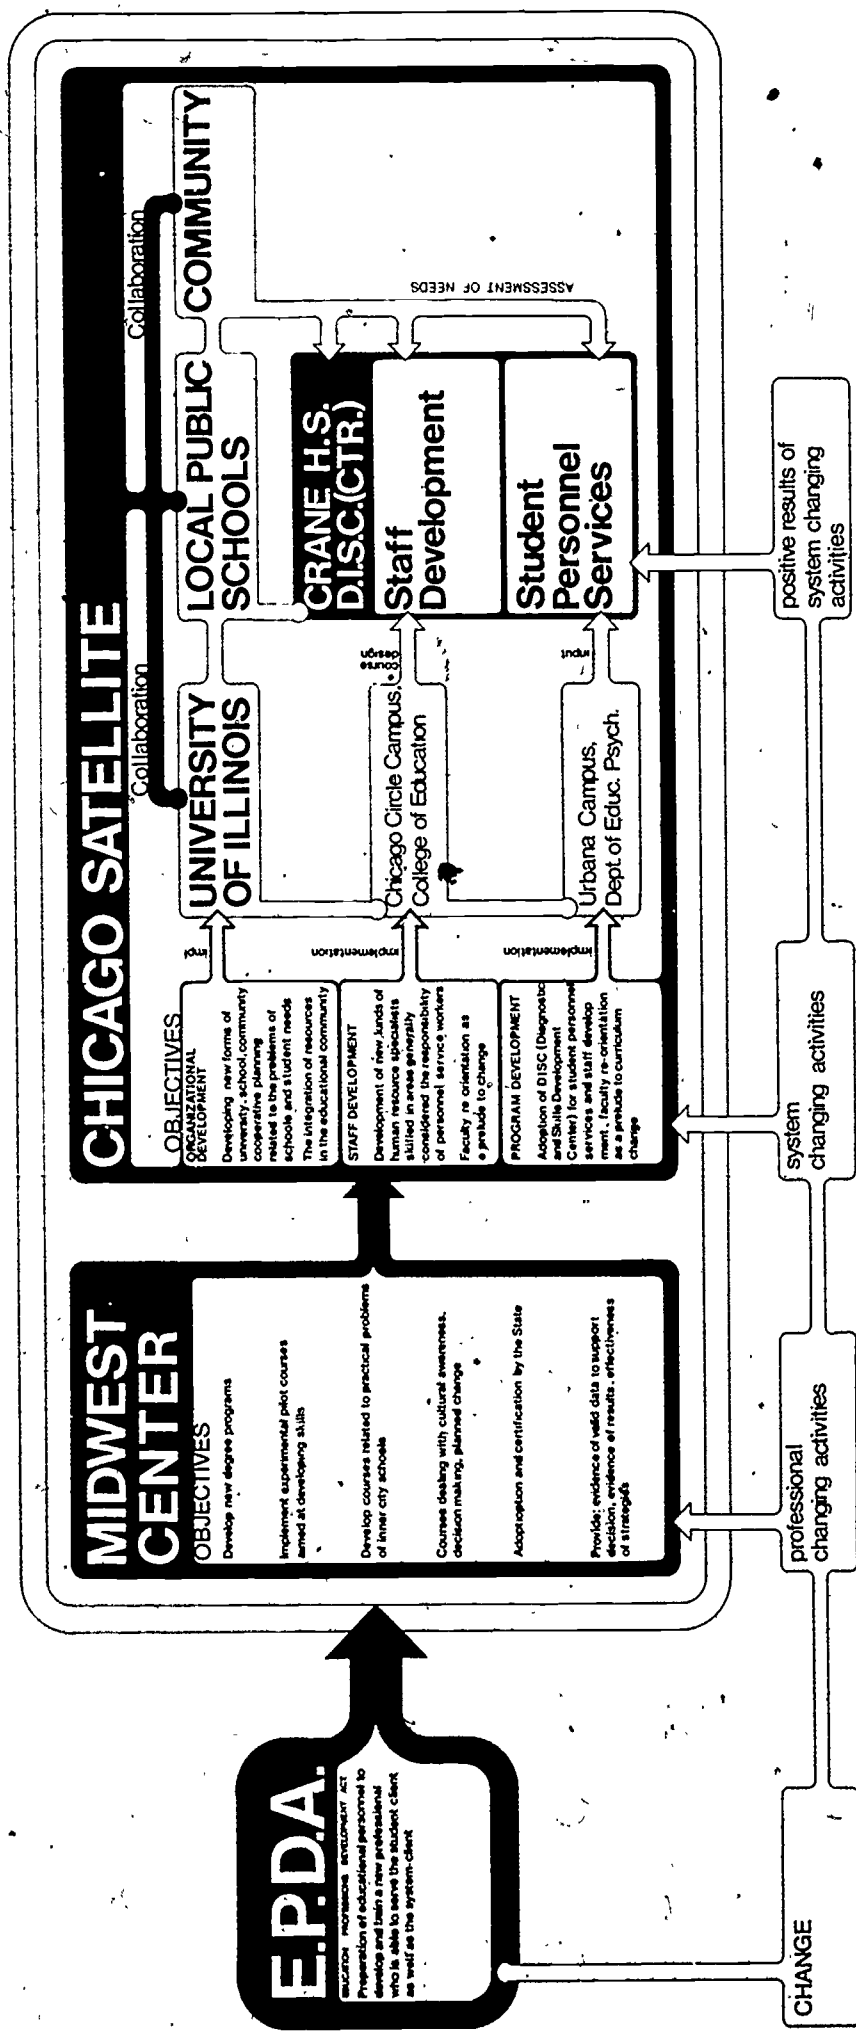 E.P.D.A.
EDUCATION PROFESSIONS DEVELOPMENT ACT
Preparation of educational personnel to
develop and train a new professional
who is able to serve the student client
as well as the system-client
MIDWEST
CENTER
OBJECTIVES
Develop new degree programs
Implement experimental pilot courses
aimed at developing skills
Develop courses related to practical problems
of inner city schools
Courses dealing with cultural awareness,
decision making, planned change
Adoptioption and certification by the State
Provide; evidence of valid data to support
decision, evidence of results, effectiveness
of strategies
CHICAGO SATELLITE
OBJECTIVES
ORGANIZATIONAL
DEVELOPMENT
Developing new forms of
university, school, community
cooperative planning
related to the problems of
schools and student needs
The integration of resources
in the educational community
STAFF DEVELOPMENT
Development of new kinds of
human resource specialists
skilled in areas generally
considered the responsibility
of personnel service workers
Faculty re orientation as
a prelude to change
PROGRAM DEVELOPMENT
Adoption of DISC (Diagnostic
and Skills Development
Center) for student personnel
services and staff develop
ment, faculty re-orientation
as a prelude to curriculum
change
impl
implementation
implementation
Collaboration
Collaboration
UNIVERSITY
OF ILLINOIS
LOCAL PUBLIC
SCHOOLS
COMMUNITY
Chicago Circle Campus,
College of Education
Urbana Campus,
Dept of Educ. Psych.
course
design
input
CRANE H.S.
D.I.S.C.(CTR.)
Staff
Development
Student
Personnel
Services
ASSESSMENT OF NEEDS
CHANGE
professional
changing activities
system
changing activities
positive results of
system changing
activities